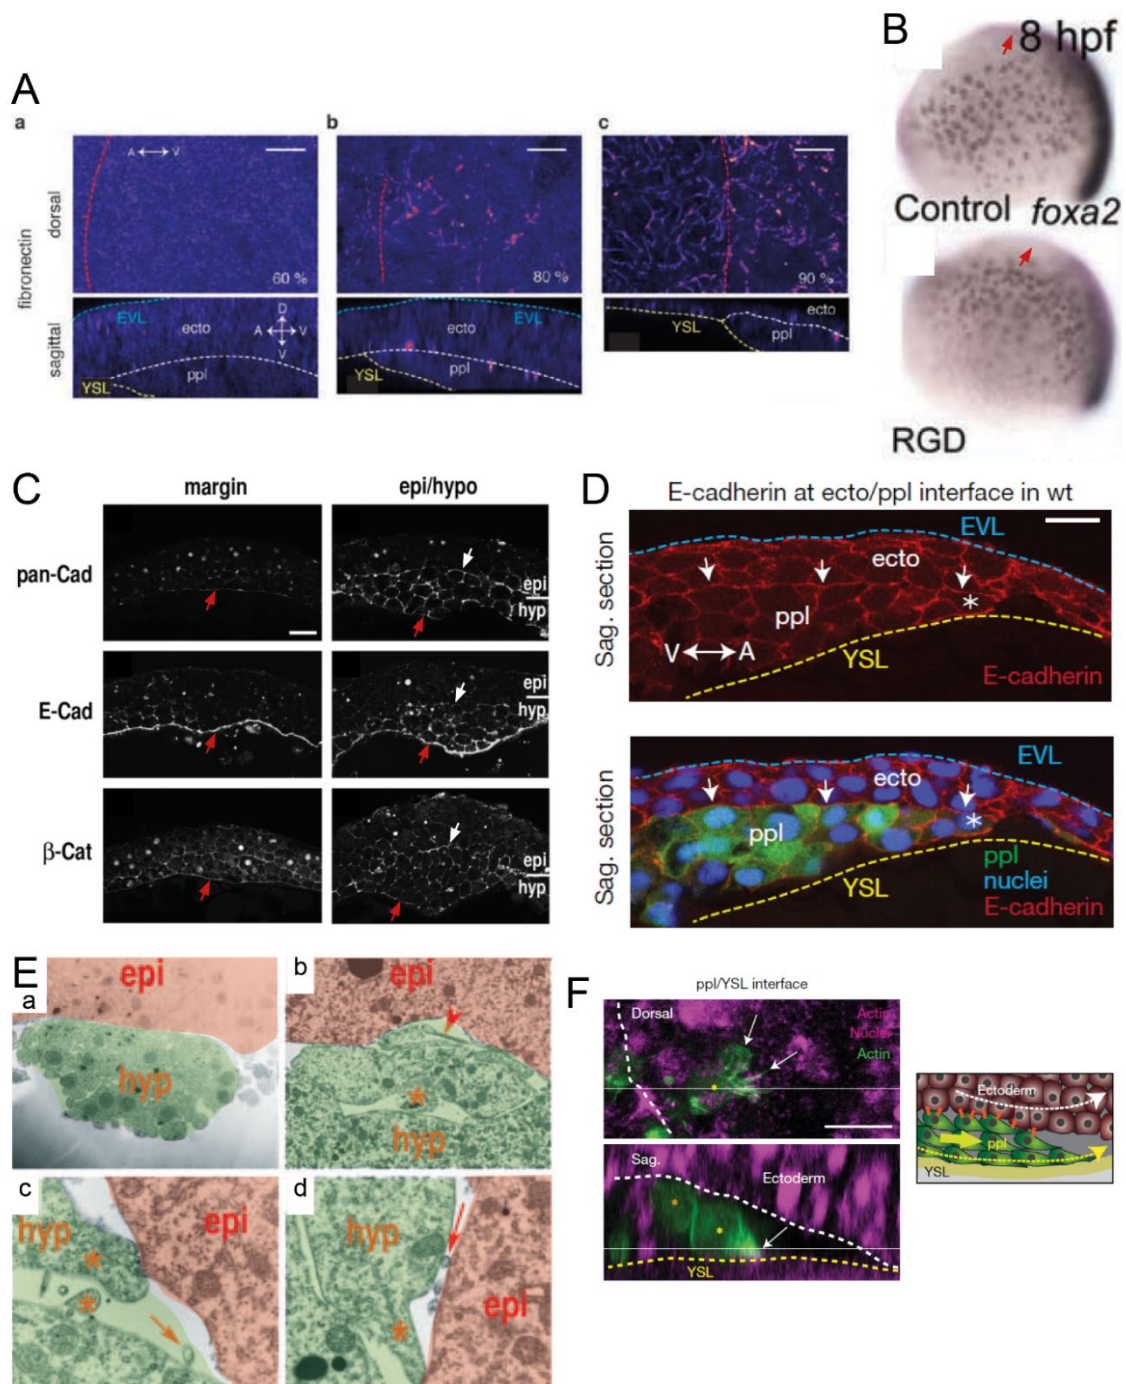 A
a
b
c
A V
60 %
80 %
90 %
fibronectin
dorsal
sagittal
EVL
ecto
D
A V
V
ppl
YSL
ecto
EVL
ppl
YSL
ecto
YSL
ppl
B
8 hpf
Control foxa2
RGD
C
margin
epi/hypo
pan-Cad
epi
hyp
E-Cad
epi
hyp
β-Cat
epi
hyp
D
E-cadherin at ecto/ppl interface in wt
Sag. section
EVL
ecto
*
ppl
V A
YSL
E-cadherin
Sag. section
EVL
ecto
*
ppl
YSL
ppl
nuclei
E-cadherin
E
a
epi
hyp
b
epi
*
hyp
c
hyp
epi
*
*
d
hyp
epi
*
F
ppl/YSL interface
Dorsal
Actin
Nuclei
Actin
*
Sag.
Ectoderm
*
*
YSL
Ectoderm
ppl
YSL